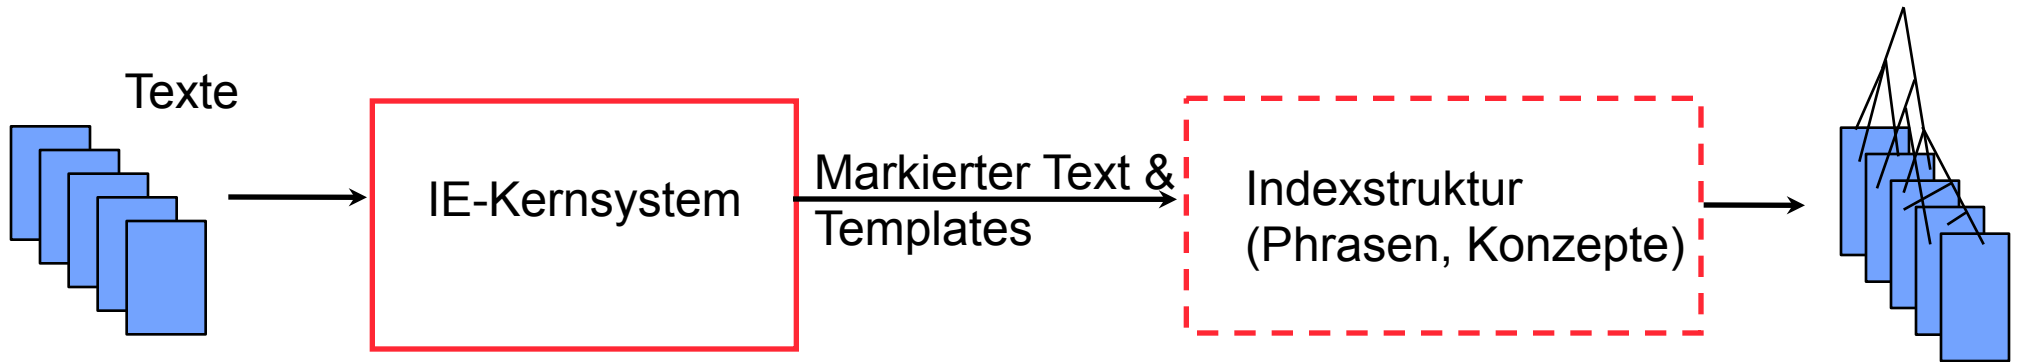 Texte
IE-Kernsystem
Markierter Text &
Templates
Indexstruktur
(Phrasen, Konzepte)